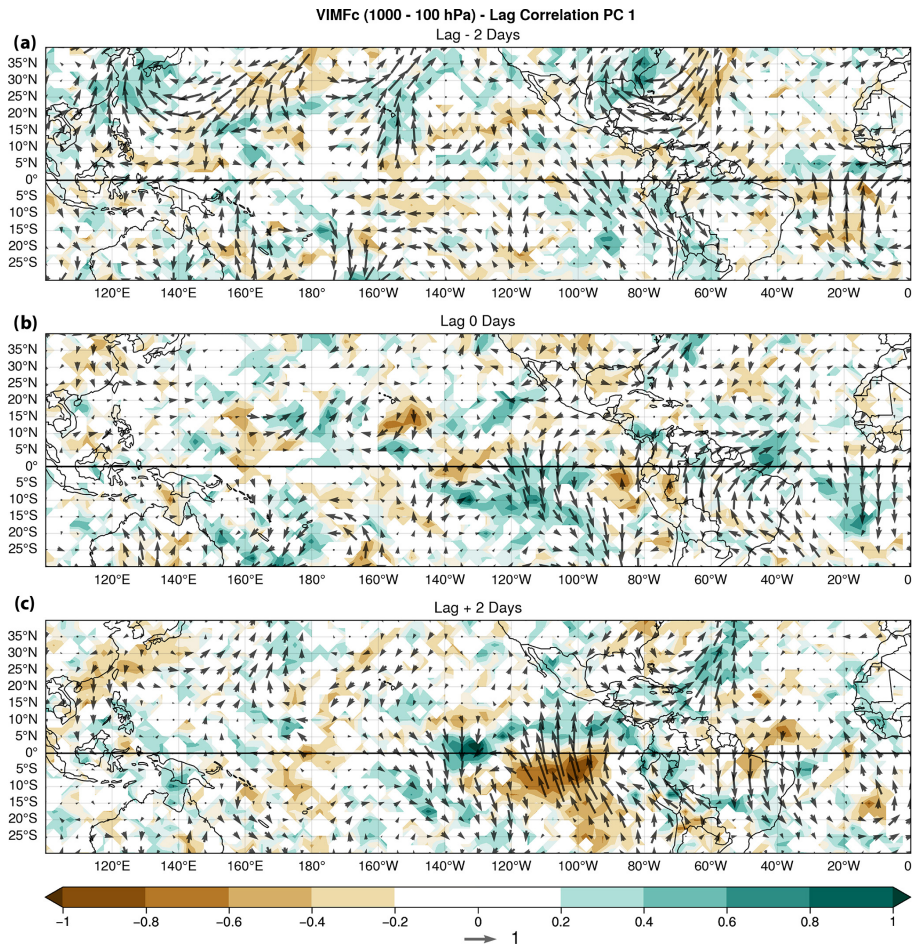 VIMFc (1000 - 100 hPa) - Lag Correlation PC 1
(a)
Lag - 2 Days
35°N
30°N
25°N
20°N
15°N
10°N
5°N
0°
5°S
10°S
15°S
20°S
25°S
120°E 140°E 160°E 180° 160°W 140°W 120°W 100°W 80°W 60°W 40°W 20°W 0
(b)
Lag 0 Days
35°N
30°N
25°N
20°N
15°N
10°N
5°N
0°
5°S
10°S
15°S
20°S
25°S
120°E 140°E 160°E 180° 160°W 140°W 120°W 100°W 80°W 60°W 40°W 20°W 0
(c)
Lag + 2 Days
35°N
30°N
25°N
20°N
15°N
10°N
5°N
0°
5°S
10°S
15°S
20°S
25°S
120°E 140°E 160°E 180° 160°W 140°W 120°W 100°W 80°W 60°W 40°W 20°W 0
−1 −0.8 −0.6 −0.4 −0.2 0 0.2 0.4 0.6 0.8 1
1